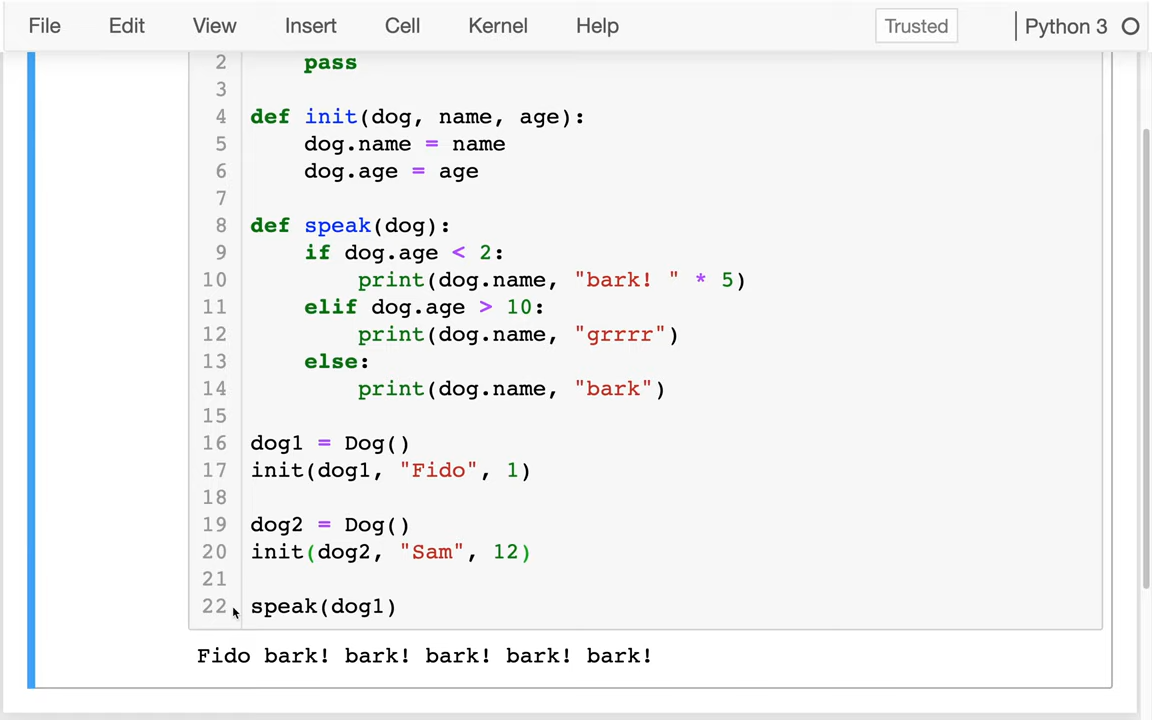 File Edit View Insert Cell Kernel Help Trusted Python 3
2     pass
3
4 def init(dog, name, age):
5     dog.name = name
6     dog.age = age
7
8 def speak(dog):
9     if dog.age < 2:
10         print(dog.name, "bark! " * 5)
11     elif dog.age > 10:
12         print(dog.name, "grrrr")
13     else:
14         print(dog.name, "bark")
15
16 dog1 = Dog()
17 init(dog1, "Fido", 1)
18
19 dog2 = Dog()
20 init(dog2, "Sam", 12)
21
22 speak(dog1)
Fido bark! bark! bark! bark! bark!